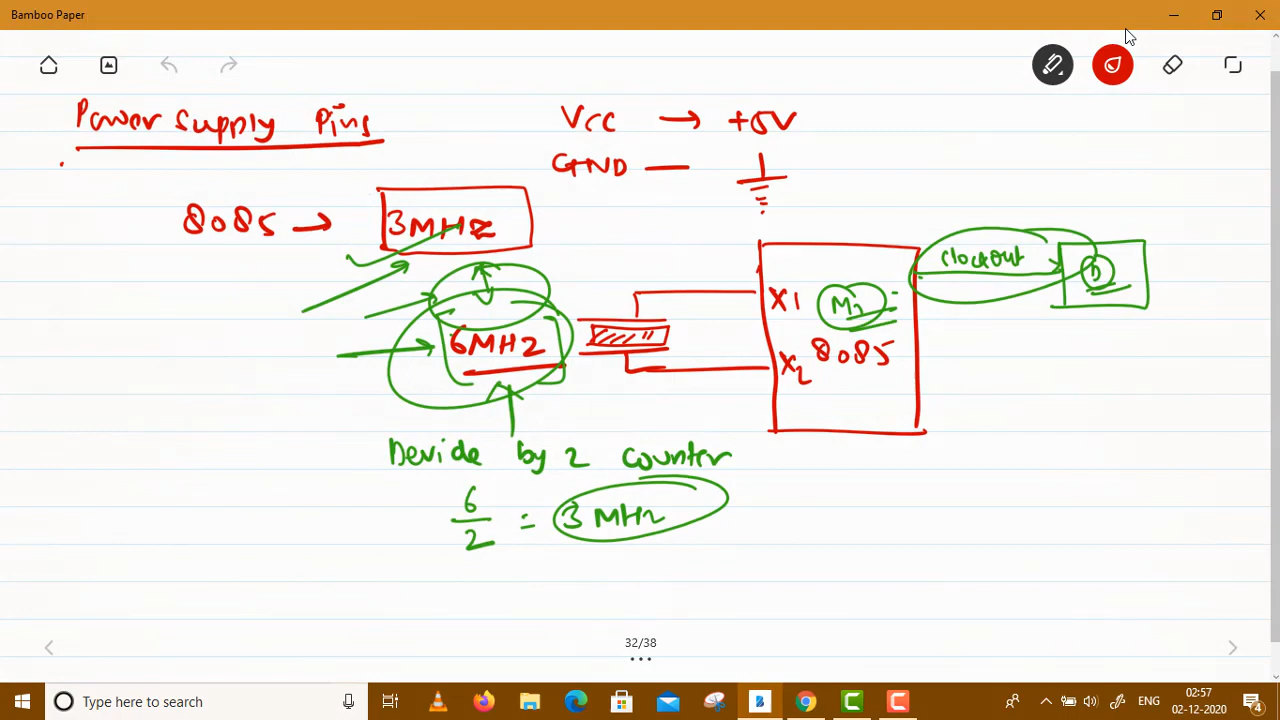 Bamboo Paper
Power Supply Pins
VCC → +5V
GND —
8085 → 3MHz
clockout
D
X1
6MHz
X2
8085
Devide by 2 counter
6/2 = 3 MHz
32/38
Type here to search
ENG
02:57
02-12-2020
4